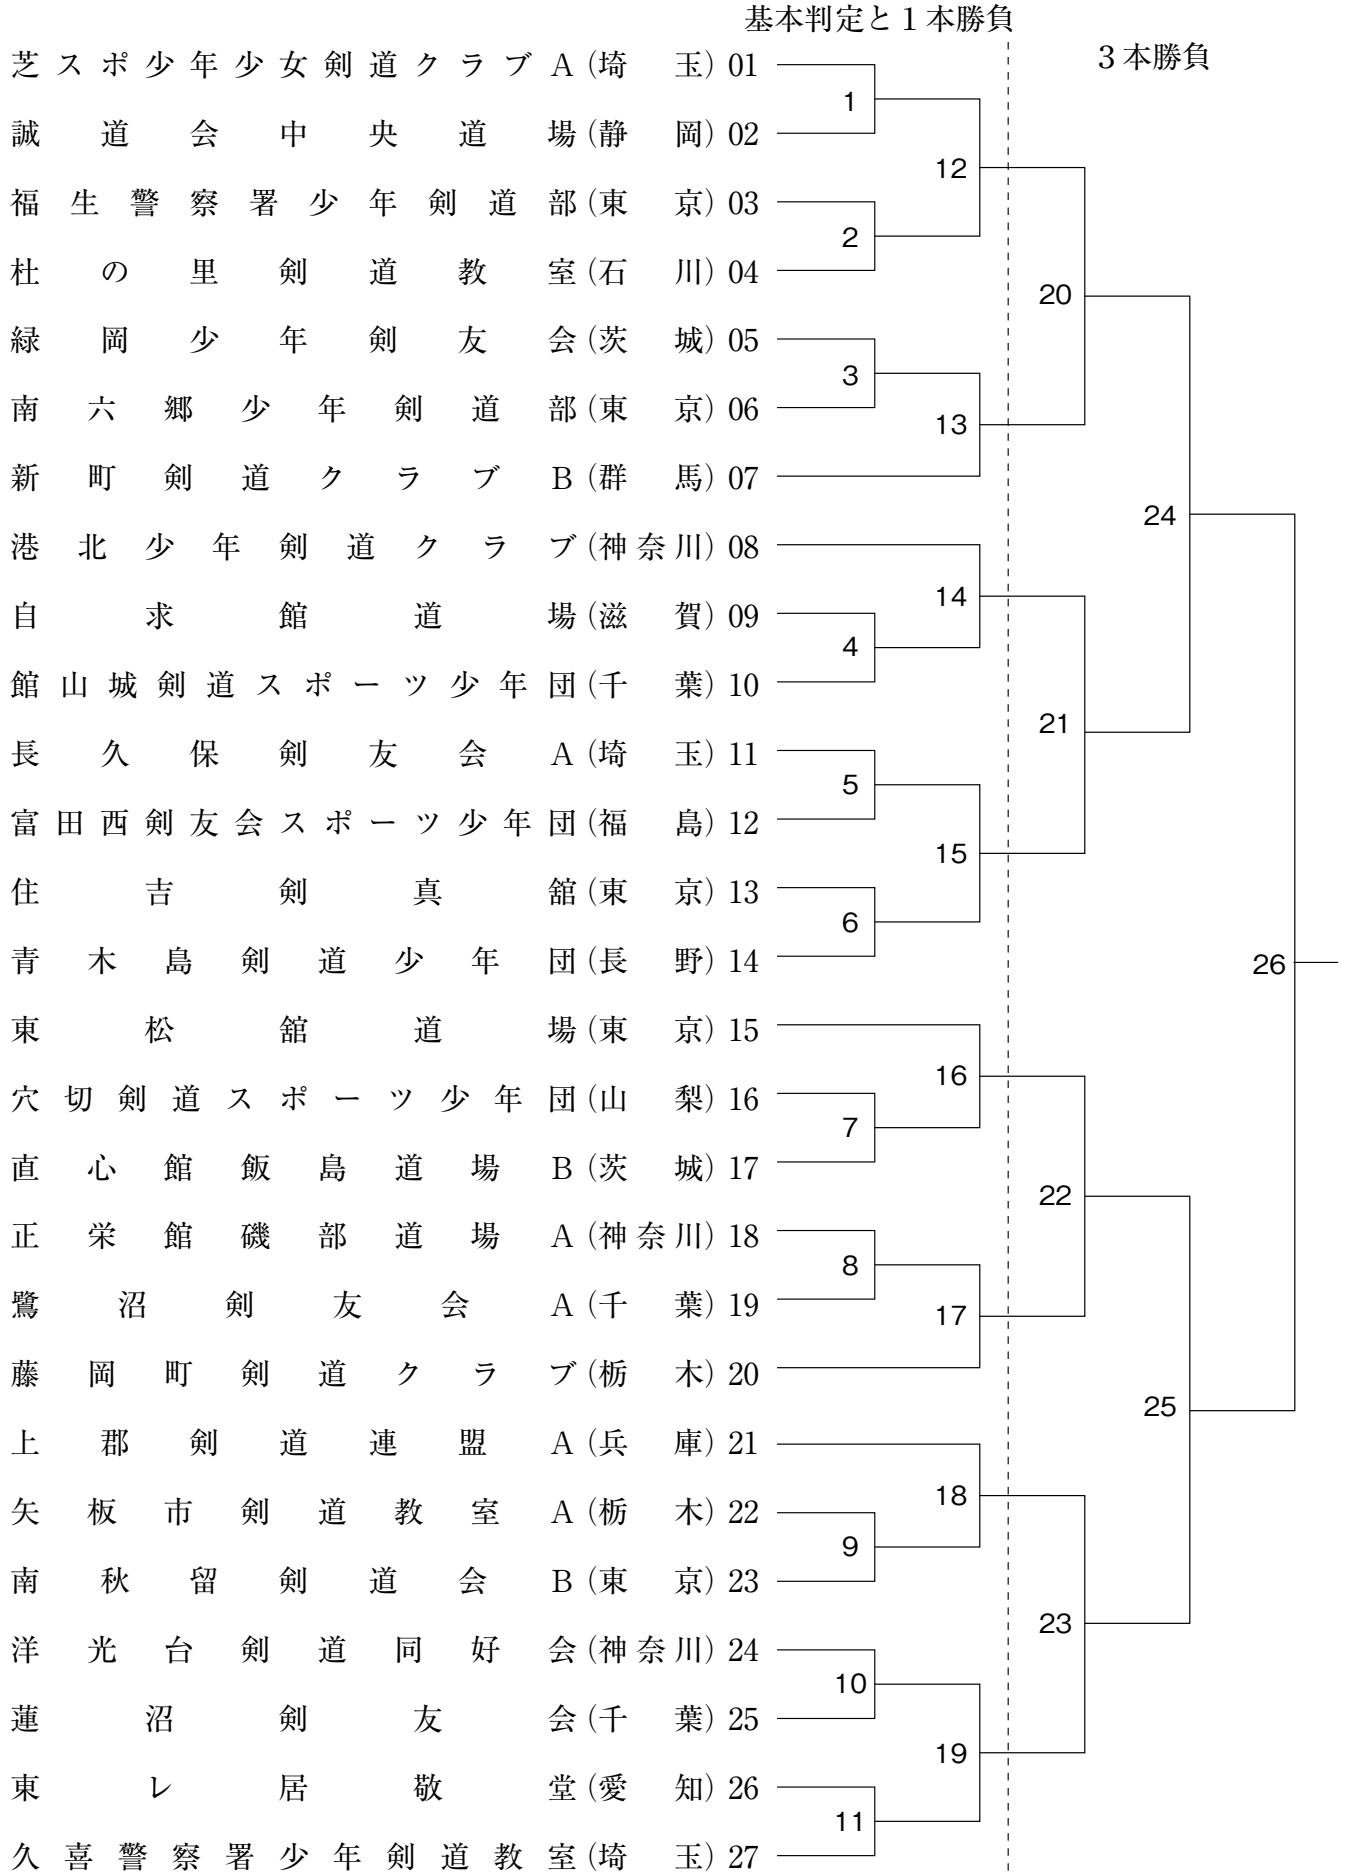 基本判定と1本勝負
3本勝負
芝スポ少年少女剣道クラブA(埼玉)01
誠道会中央道場(静岡)02
福生警察署少年剣道部(東京)03
杜の里剣道教室(石川)04
緑岡少年剣友会(茨城)05
南六郷少年剣道部(東京)06
新町剣道クラブB(群馬)07
港北少年剣道クラブ(神奈川)08
自求館道場(滋賀)09
館山城剣道スポーツ少年団(千葉)10
長久保剣友会A(埼玉)11
富田西剣友会スポーツ少年団(福島)12
住吉剣真舘(東京)13
青木島剣道少年団(長野)14
東松舘道場(東京)15
穴切剣道スポーツ少年団(山梨)16
直心館飯島道場B(茨城)17
正栄館磯部道場A(神奈川)18
鷺沼剣友会A(千葉)19
藤岡町剣道クラブ(栃木)20
上郡剣道連盟A(兵庫)21
矢板市剣道教室A(栃木)22
南秋留剣道会B(東京)23
洋光台剣道同好会(神奈川)24
蓮沼剣友会(千葉)25
東レ居敬堂(愛知)26
久喜警察署少年剣道教室(埼玉)27
1
2
3
4
5
6
7
8
9
10
11
12
13
14
15
16
17
18
19
20
21
22
23
24
25
26